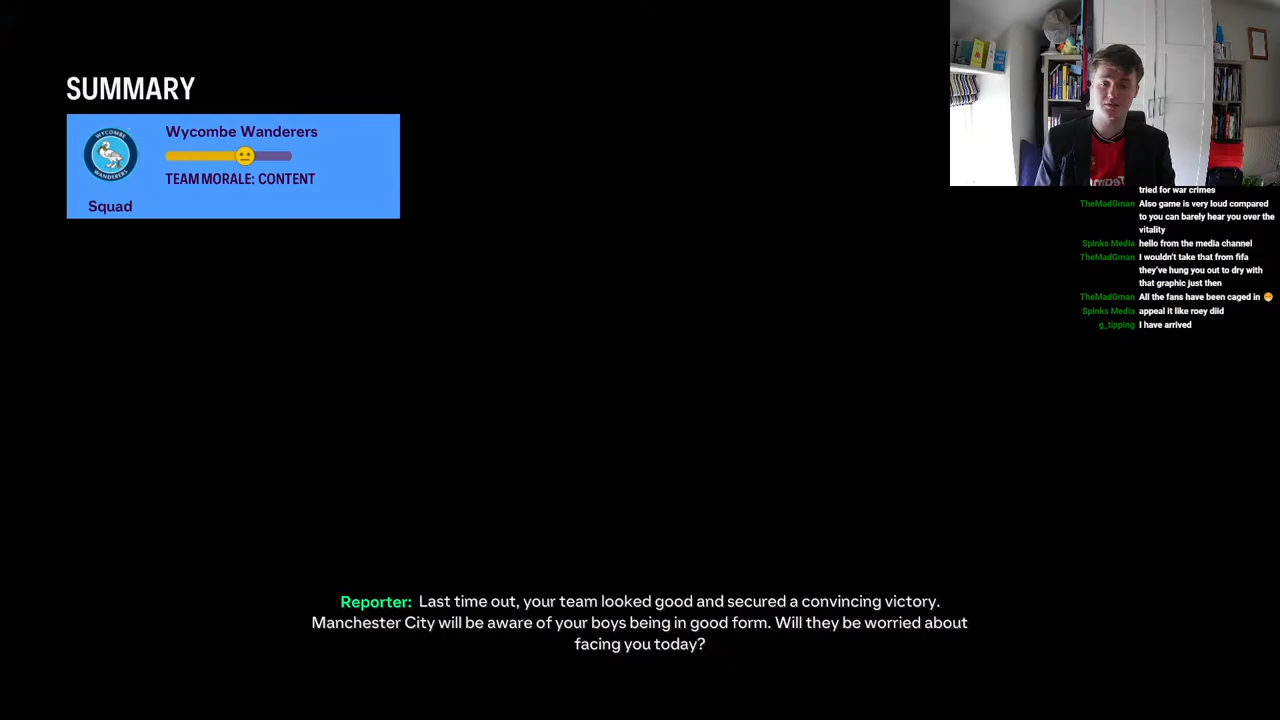 SUMMARY
WYCOMBE
WANDERERS
Wycombe Wanderers
TEAM MORALE: CONTENT
Squad
tried for war crimes
TheMadGman Also game is very loud compared
to you can barely hear you over the
vitality
Spinks Media hello from the media channel
TheMadGman I wouldn't take that from fifa
they've hung you out to dry with
that graphic just then
TheMadGman All the fans have been caged in
Spinks Media appeal it like roey diid
g_tipping I have arrived
Reporter: Last time out, your team looked good and secured a convincing victory.
Manchester City will be aware of your boys being in good form. Will they be worried about
facing you today?